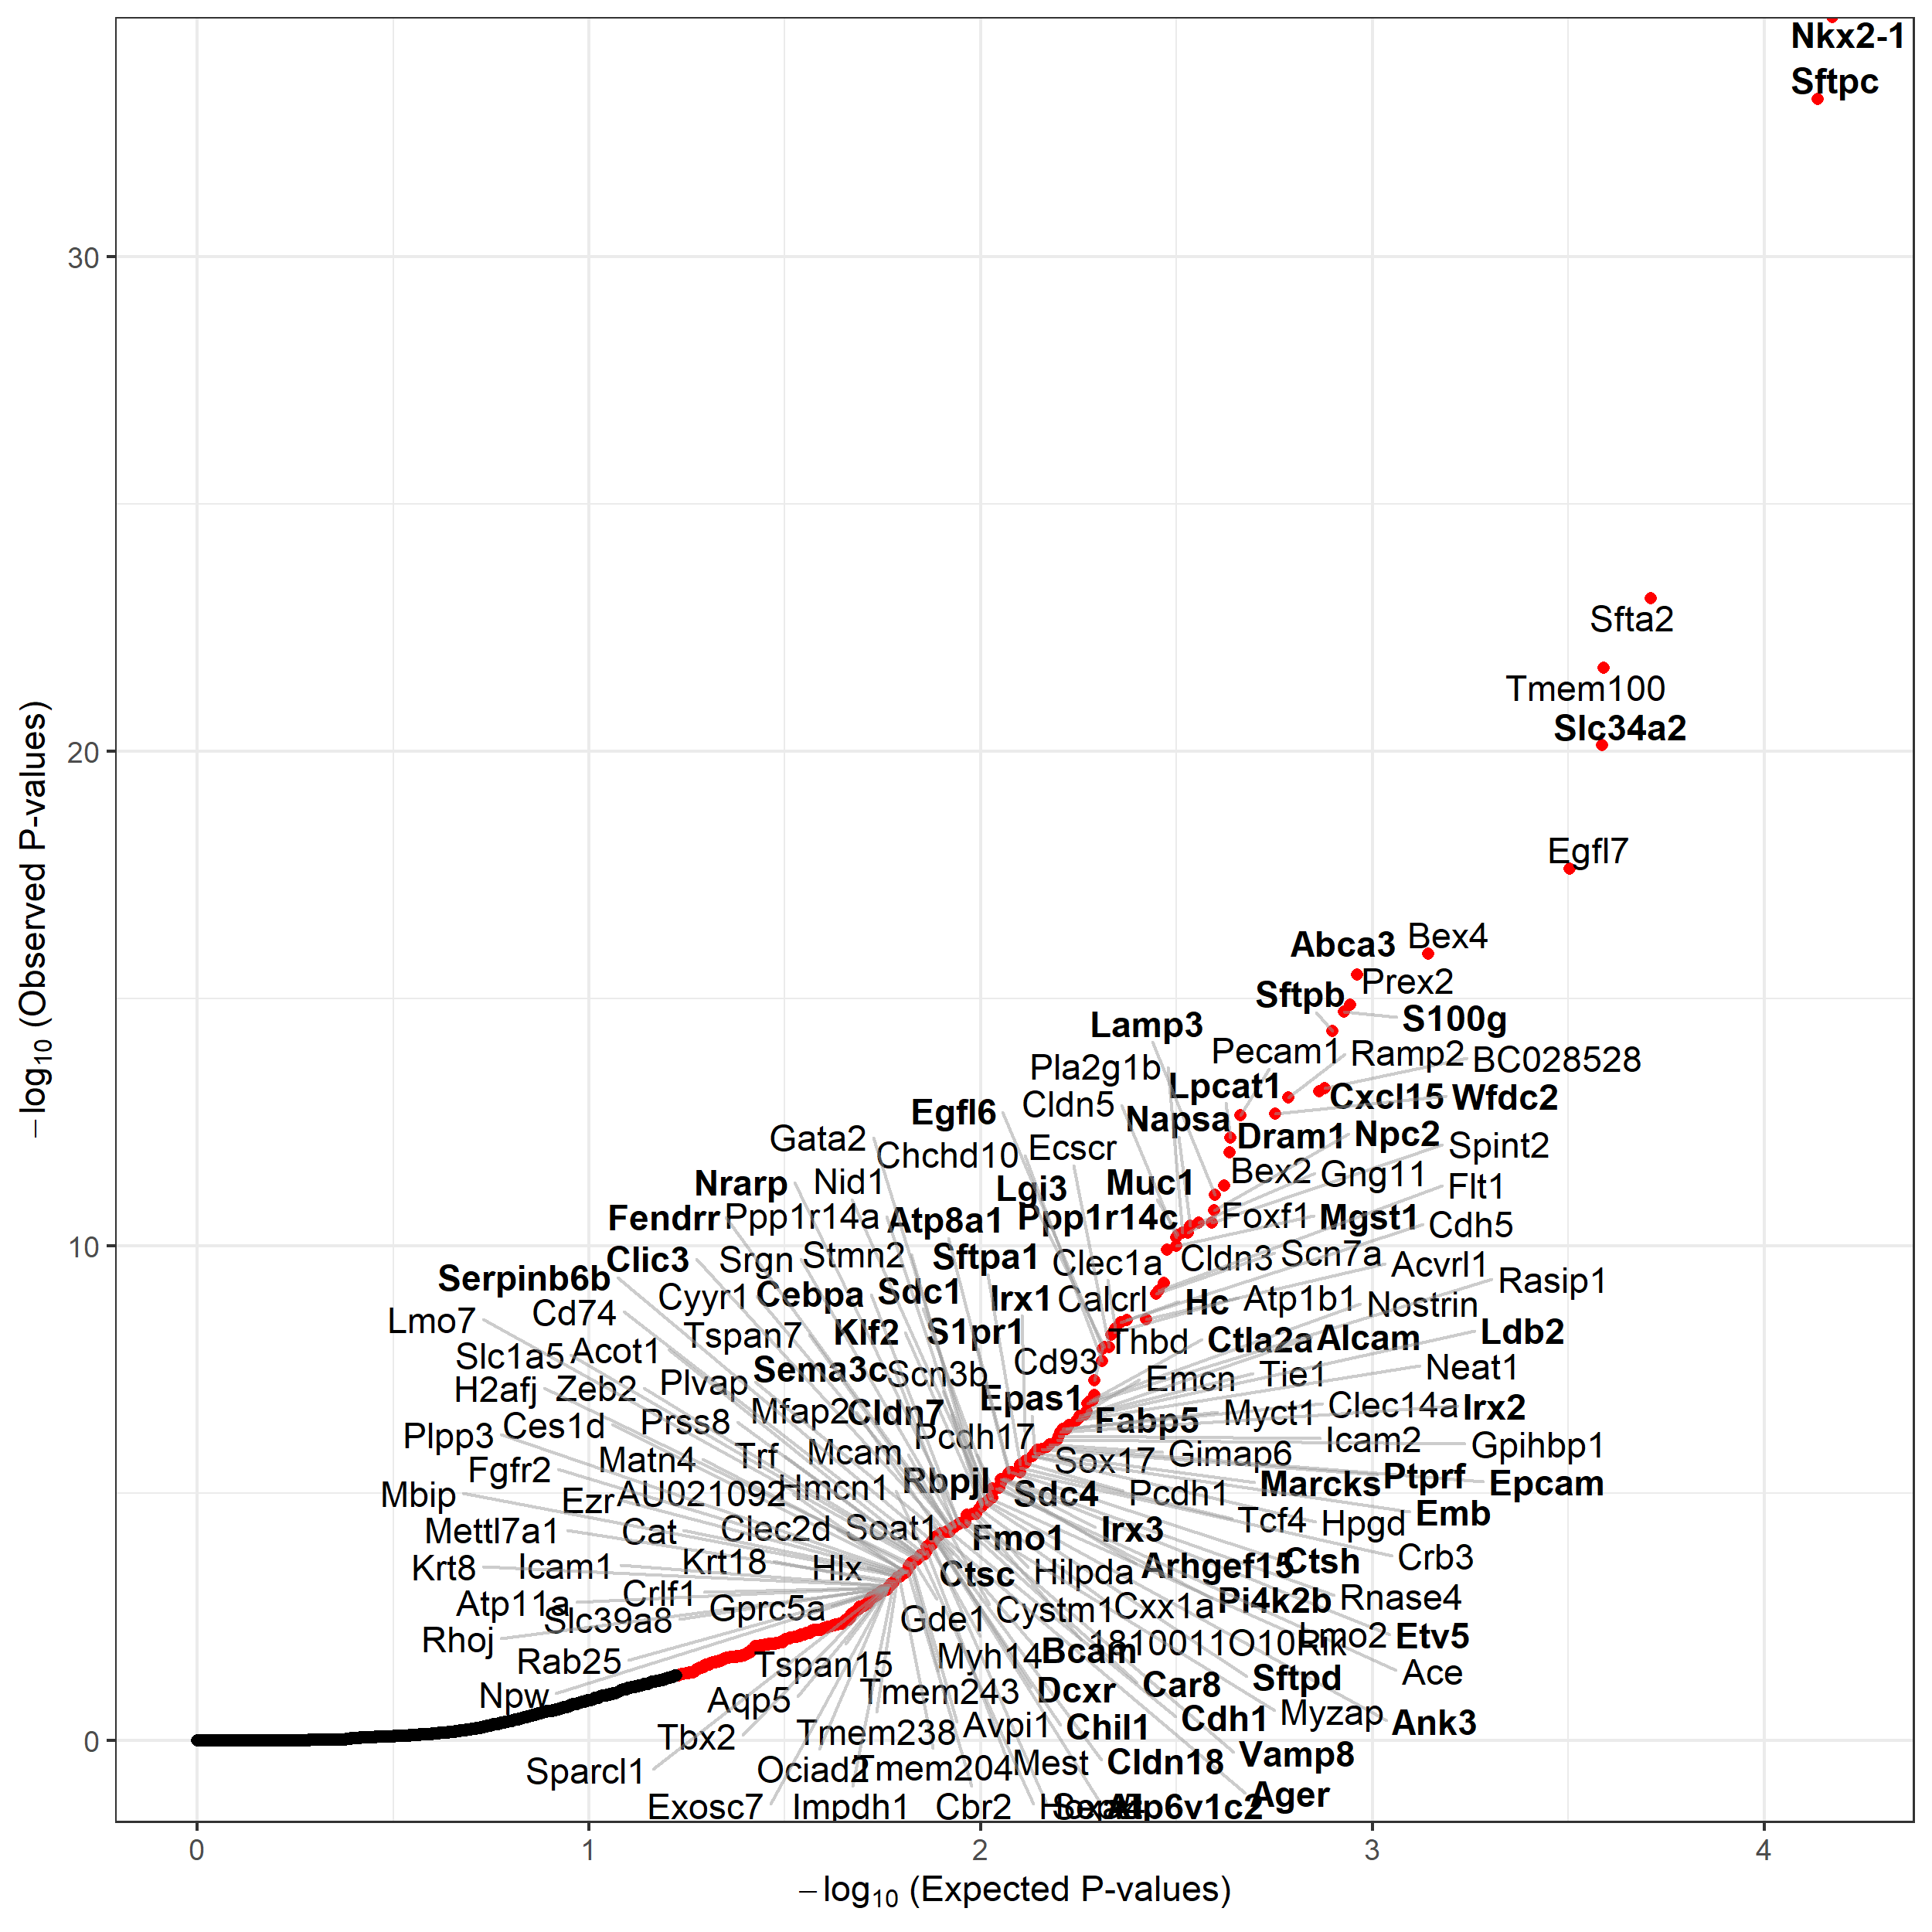 Nkx2-1
Sftpc
30
Sfta2
Tmem100
Slc34a2
20
Egfl7
Abca3 Bex4
Prex2
Sftpb
S100g
Lamp3
Pecam1 Ramp2 BC028528
Pla2g1b
Lpcat1 Cxcl15 Wfdc2
Egfl6 Cldn5 Napsa
Gata2 Chchd10 Ecscr Dram1 Npc2 Spint2
Nrarp Nid1 Lgi3 Muc1 Bex2 Gng11 Flt1
Fendrr Ppp1r14a Atp8a1 Ppp1r14c Foxf1 Mgst1 Cdh5
10
Clic3 Srgn Stmn2 Sftpa1 Clec1a Cldn3 Scn7a Acvrl1
Serpinb6b Rasip1
Cd74 Cyyr1 Cebpa Sdc1 Irx1 Calcrl Hc Atp1b1 Nostrin
Lmo7 Tspan7 Klf2 S1pr1 Thbd Ctla2a Alcam Ldb2
Slc1a5 Acot1 Sema3c Scn3b Cd93 Emcn Tie1 Neat1
H2afj Zeb2 Plvap Epas1
Plpp3 Ces1d Prss8 Mfap2 Cldn7 Fabp5 Myct1 Clec14a Irx2
Fgfr2 Matn4 Trf Mcam Pcdh17 Sox17 Gimap6 Icam2 Gpihbp1
Mbip Ezr AU021092 Hmcn1 Rbpjl Sdc4 Pcdh1 Marcks Ptprf Epcam
Mettl7a1 Cat Clec2d Soat1 Fmo1 Irx3 Tcf4 Hpgd Emb
Krt8 Icam1 Krt18 Hlx Ctsc Hilpda Arhgef15 Ctsh Crb3
Atp11a Crlf1 Gprc5a Gde1 Cystm1 Cxx1a Pi4k2b Rnase4
Rhoj Slc39a8 Myh14 Bcam 1810011O10Rik Lmo2 Etv5
Rab25 Tspan15 Sftpd Ace
Npw Aqp5 Tmem243 Dcxr Car8
0
Tbx2 Tmem238 Avpi1 Chil1 Cdh1 Myzap Ank3
Sparcl1 Ociad2 Tmem204 Mest Cldn18 Vamp8
Exosc7 Impdh1 Cbr2 Atp6v1c2 Ager
0 1 2 3 4
−log10 (Expected P-values)
−log10 (Observed P-values)